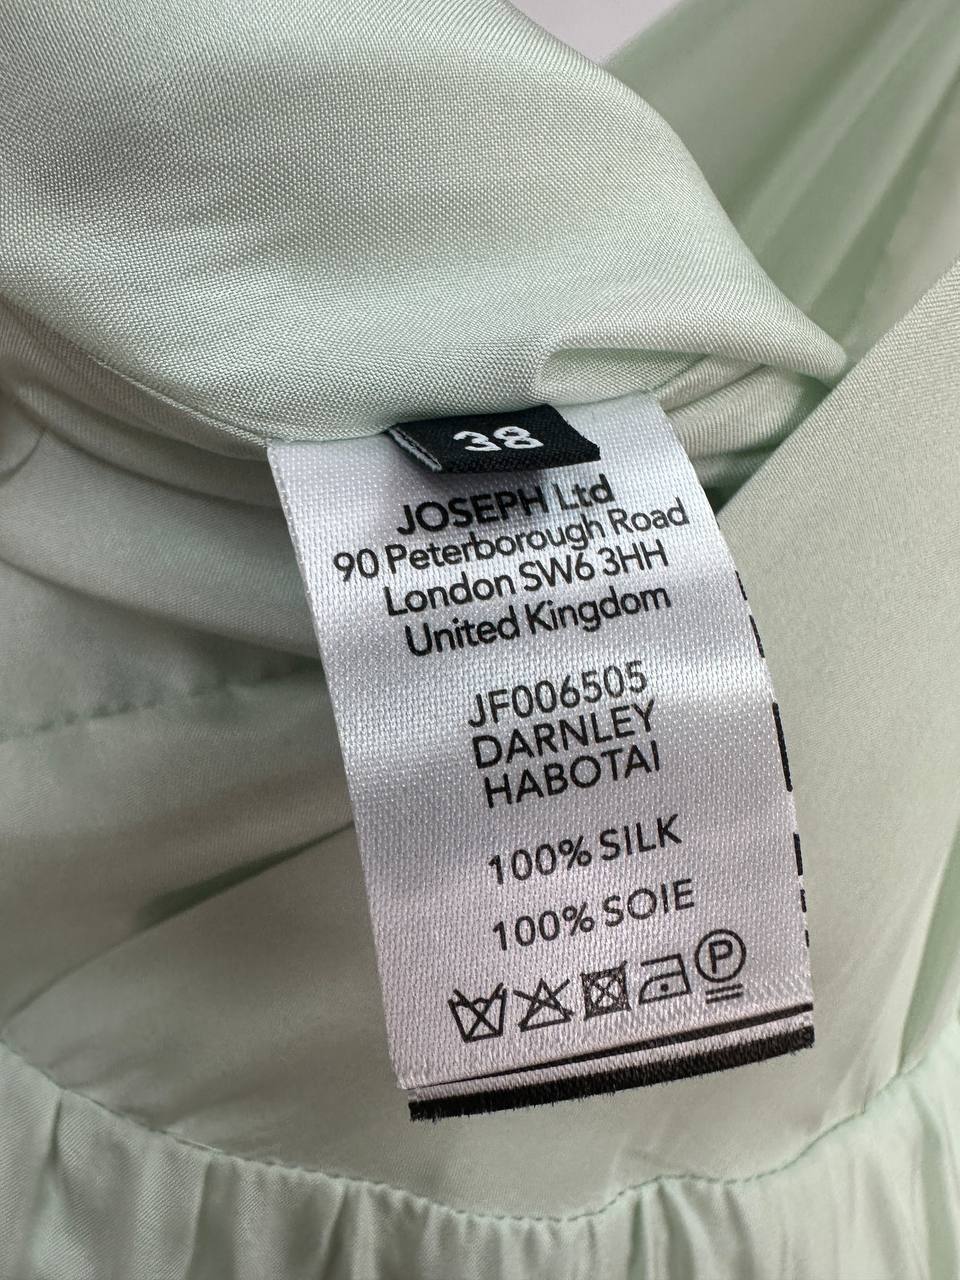 38
JOSEPH Ltd
90 Peterborough Road
London SW6 3HH
United Kingdom
JF006505
DARNLEY
HABOTAI
100% SILK
100% SOIE
P